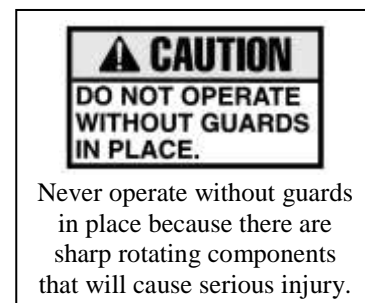 CAUTION
DO NOT OPERATE
WITHOUT GUARDS
IN PLACE.
Never operate without guards
in place because there are
sharp rotating components
that will cause serious injury.